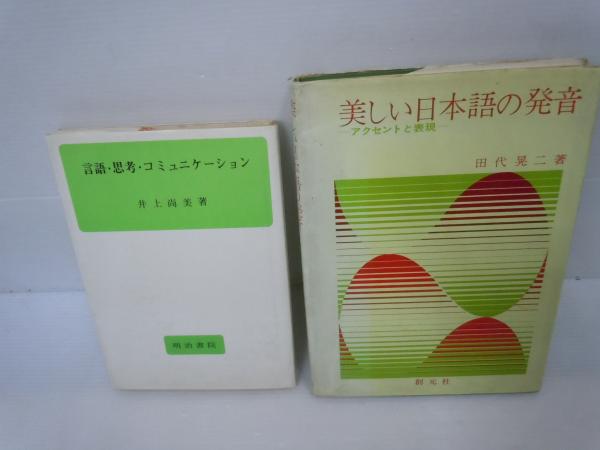 言語・思考・コミュニケーション
井上尚美著
明治書院
美しい日本語の発音
—アクセントと表現—
田代晃二著
創元社